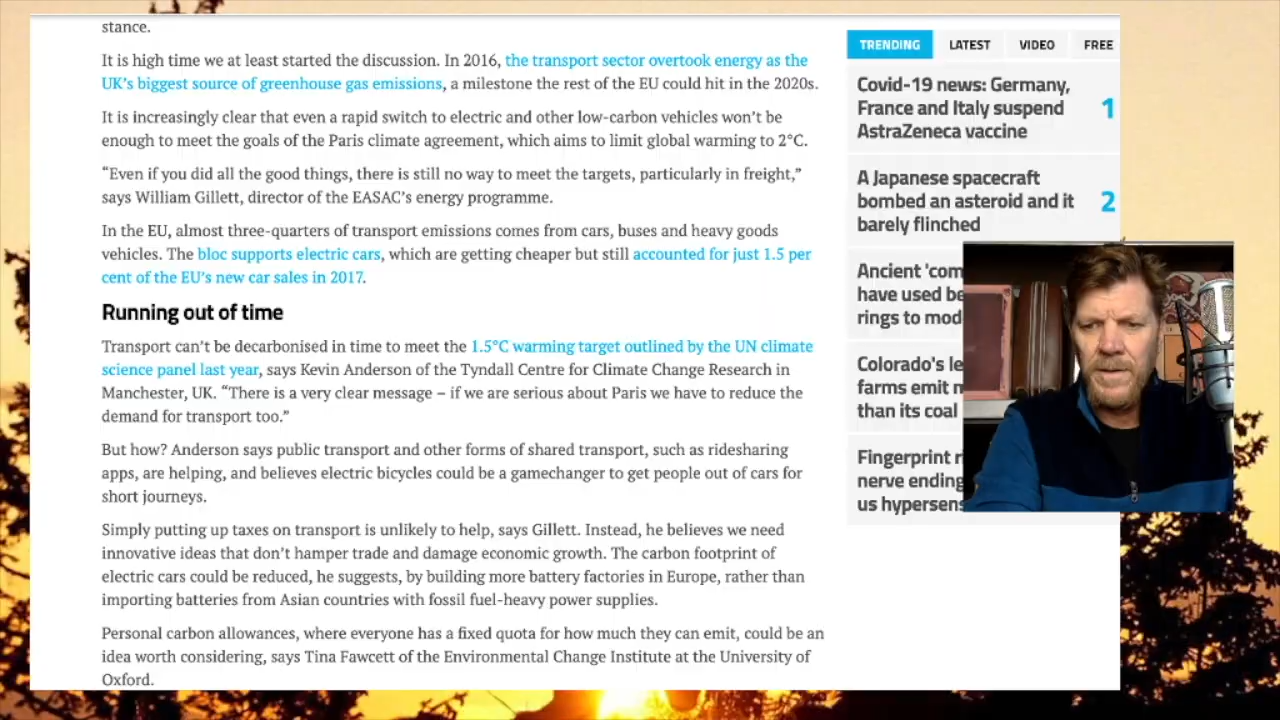 stance.
It is high time we at least started the discussion. In 2016, the transport sector overtook energy as the
UK's biggest source of greenhouse gas emissions, a milestone the rest of the EU could hit in the 2020s.
It is increasingly clear that even a rapid switch to electric and other low-carbon vehicles won't be
enough to meet the goals of the Paris climate agreement, which aims to limit global warming to 2°C.
“Even if you did all the good things, there is still no way to meet the targets, particularly in freight,”
says William Gillett, director of the EASAC's energy programme.
In the EU, almost three-quarters of transport emissions comes from cars, buses and heavy goods
vehicles. The bloc supports electric cars, which are getting cheaper but still accounted for just 1.5 per
cent of the EU's new car sales in 2017.
Running out of time
Transport can't be decarbonised in time to meet the 1.5°C warming target outlined by the UN climate
science panel last year, says Kevin Anderson of the Tyndall Centre for Climate Change Research in
Manchester, UK. “There is a very clear message – if we are serious about Paris we have to reduce the
demand for transport too.”
But how? Anderson says public transport and other forms of shared transport, such as ridesharing
apps, are helping, and believes electric bicycles could be a gamechanger to get people out of cars for
short journeys.
Simply putting up taxes on transport is unlikely to help, says Gillett. Instead, he believes we need
innovative ideas that don't hamper trade and damage economic growth. The carbon footprint of
electric cars could be reduced, he suggests, by building more battery factories in Europe, rather than
importing batteries from Asian countries with fossil fuel-heavy power supplies.
Personal carbon allowances, where everyone has a fixed quota for how much they can emit, could be an
idea worth considering, says Tina Fawcett of the Environmental Change Institute at the University of
Oxford.
TRENDING LATEST VIDEO FREE
Covid-19 news: Germany,
France and Italy suspend 1
AstraZeneca vaccine
A Japanese spacecraft
bombed an asteroid and it 2
barely flinched
Ancient 'com
have used be
rings to mod
Colorado's le
farms emit
than its coal
Fingerprint
nerve ending
us hypersens